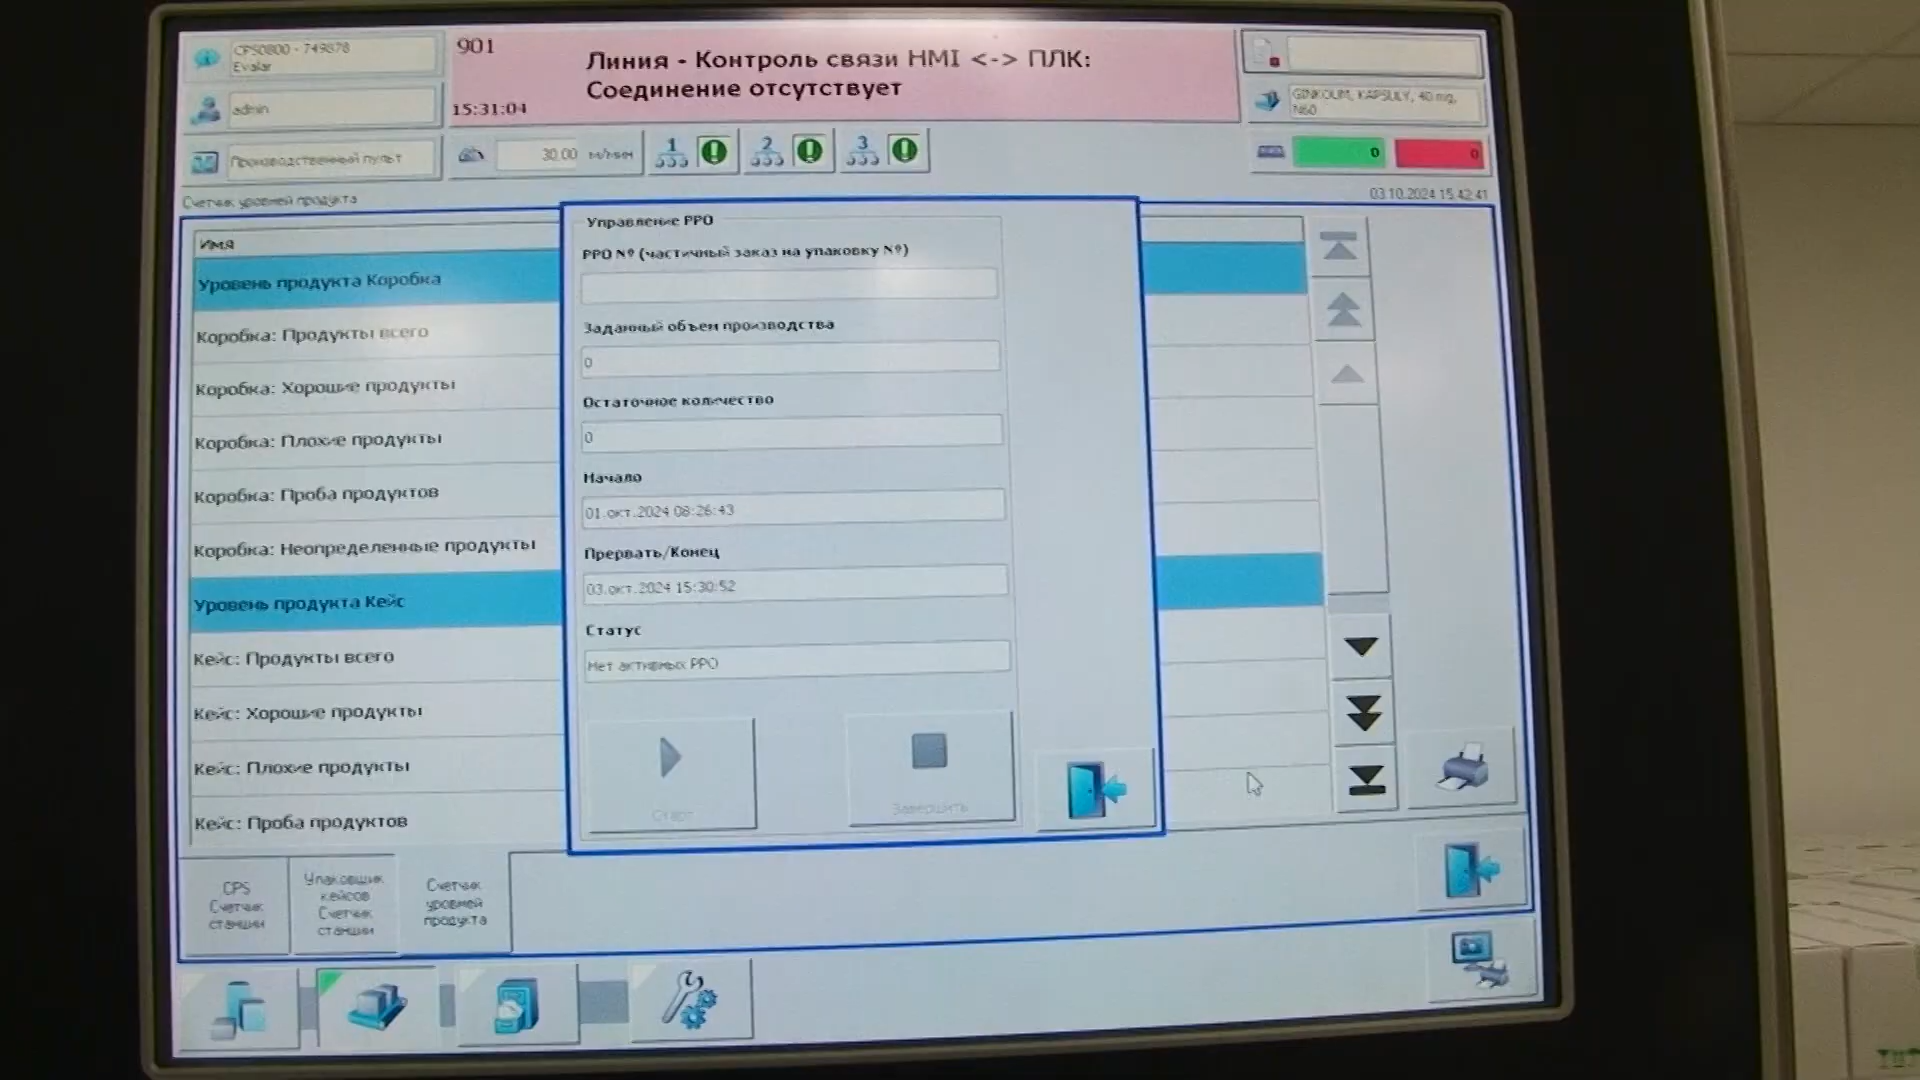 CPS0800 - 749878
Evalar
admin
Производственный пульт
901
15:31:04
Линия - Контроль связи HMI <-> ПЛК:
Соединение отсутствует
GINKOUM, KAPSULY, 40 mg,
N60
30.00 м/мин
1
2
3
0
0
Счетчик уровней продукта
03.10.2024 15:42:41
Имя
Уровень продукта Коробка
Коробка: Продукты всего
Коробка: Хорошие продукты
Коробка: Плохие продукты
Коробка: Проба продуктов
Коробка: Неопределенные продукты
Уровень продукта Кейс
Кейс: Продукты всего
Кейс: Хорошие продукты
Кейс: Плохие продукты
Кейс: Проба продуктов
Управление РРО
РРО № (частичный заказ на упаковку №)
Заданный объем производства
0
Остаточное количество
0
Начало
01.окт.2024 08:26:43
Прервать/Конец
03.окт.2024 15:30:52
Статус
Нет активных РРО
Старт
Завершить
CPS
Счетчик
станции
Упаковщик
кейсов
Счетчик
станции
Счетчик
уровней
продукта